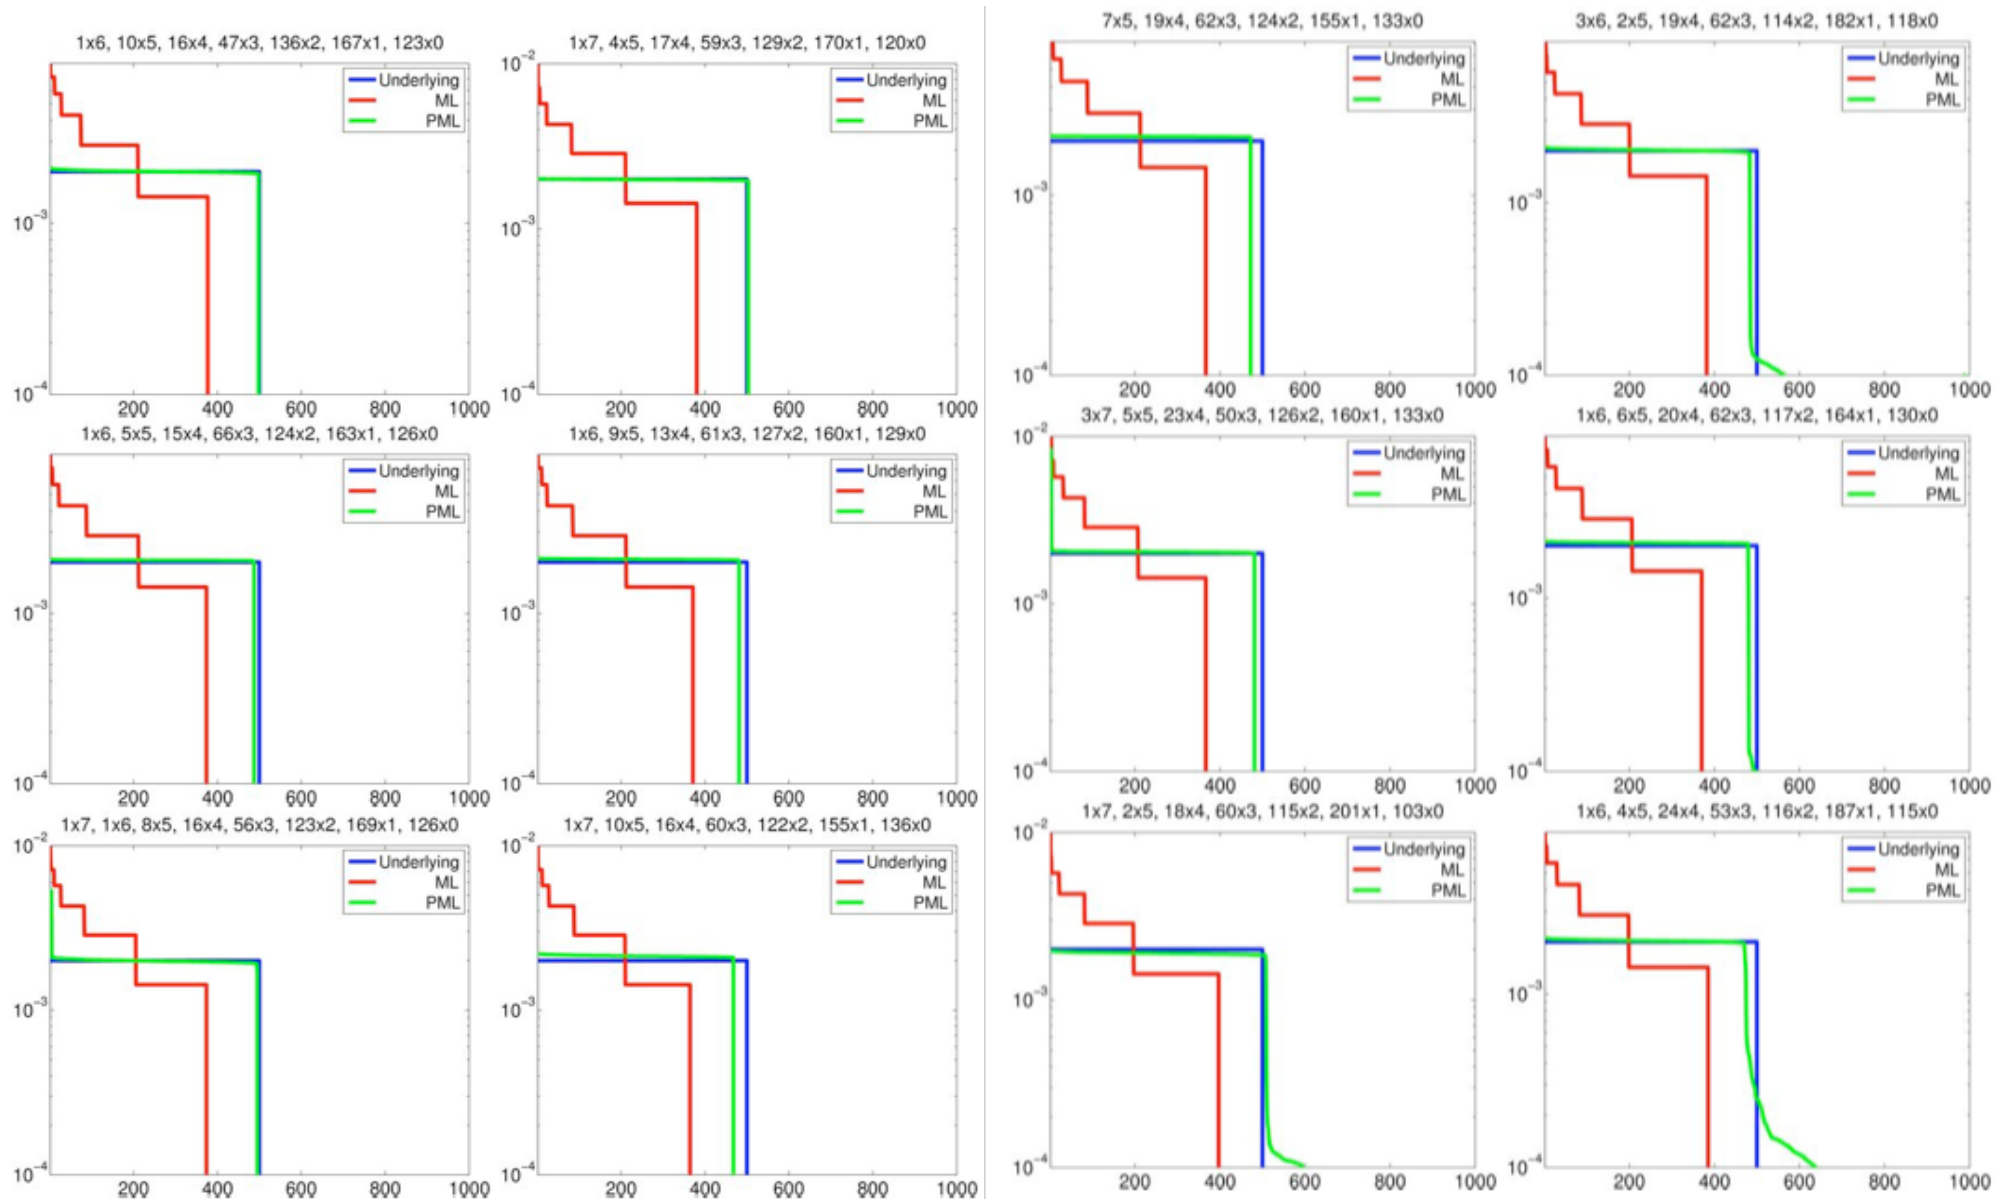 1x6, 10x5, 16x4, 47x3, 136x2, 167x1, 123x0
Underlying
ML
PML
10-3
10-4
200 400 600 800 1000
1x7, 4x5, 17x4, 59x3, 129x2, 170x1, 120x0
10-2
Underlying
ML
PML
10-3
10-4
200 400 600 800 1000
7x5, 19x4, 62x3, 124x2, 155x1, 133x0
Underlying
ML
PML
10-3
10-4
200 400 600 800 1000
3x6, 2x5, 19x4, 62x3, 114x2, 182x1, 118x0
Underlying
ML
PML
10-3
10-4
200 400 600 800 1000
1x6, 5x5, 15x4, 66x3, 124x2, 163x1, 126x0
Underlying
ML
PML
10-3
10-4
200 400 600 800 1000
1x6, 9x5, 13x4, 61x3, 127x2, 160x1, 129x0
Underlying
ML
PML
10-3
10-4
200 400 600 800 1000
3x7, 5x5, 23x4, 50x3, 126x2, 160x1, 133x0
10-2
Underlying
ML
PML
10-3
10-4
200 400 600 800 1000
1x6, 6x5, 20x4, 62x3, 117x2, 164x1, 130x0
Underlying
ML
PML
10-3
10-4
200 400 600 800 1000
1x7, 1x6, 8x5, 16x4, 56x3, 123x2, 169x1, 126x0
10-2
Underlying
ML
PML
10-3
10-4
200 400 600 800 1000
1x7, 10x5, 16x4, 60x3, 122x2, 155x1, 136x0
10-2
Underlying
ML
PML
10-3
10-4
200 400 600 800 1000
1x7, 2x5, 18x4, 60x3, 115x2, 201x1, 103x0
10-2
Underlying
ML
PML
10-3
10-4
200 400 600 800 1000
1x6, 4x5, 24x4, 53x3, 116x2, 187x1, 115x0
Underlying
ML
PML
10-3
10-4
200 400 600 800 1000